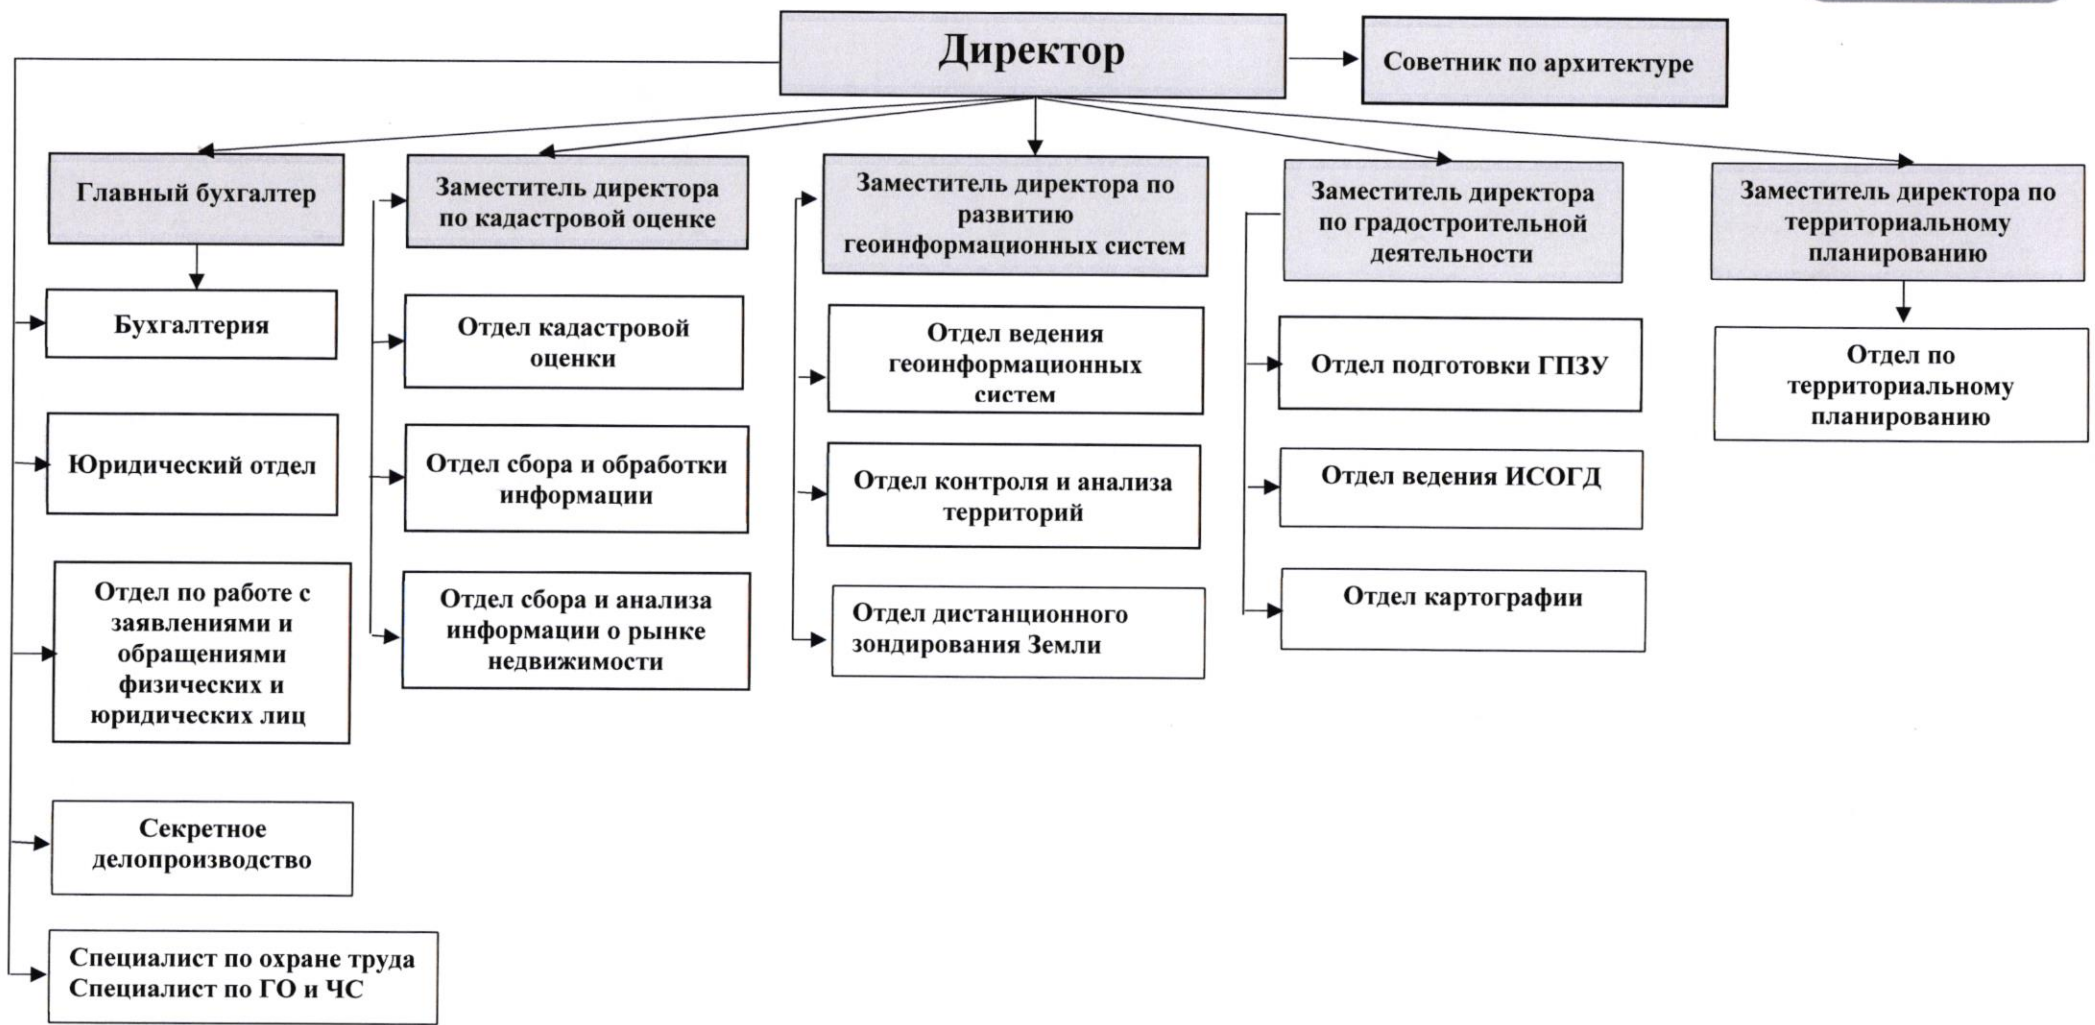 Директор
Советник по архитектуре
Главный бухгалтер
Заместитель директора
по кадастровой оценке
Заместитель директора по
развитию
геоинформационных систем
Заместитель директора
по градостроительной
деятельности
Заместитель директора по
территориальному
планированию
Бухгалтерия
Юридический отдел
Отдел по работе с
заявлениями и
обращениями
физических и
юридических лиц
Секретное
делопроизводство
Специалист по охране труда
Специалист по ГО и ЧС
Отдел кадастровой
оценки
Отдел сбора и обработки
информации
Отдел сбора и анализа
информации о рынке
недвижимости
Отдел ведения
геоинформационных
систем
Отдел контроля и анализа
территорий
Отдел дистанционного
зондирования Земли
Отдел подготовки ГПЗУ
Отдел ведения ИСОГД
Отдел картографии
Отдел по
территориальному
планированию